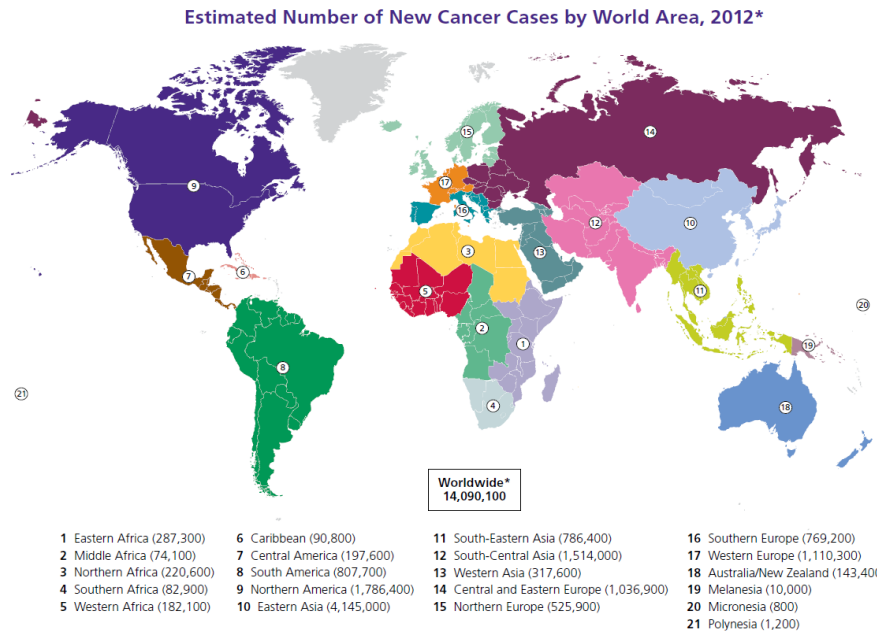 Estimated Number of New Cancer Cases by World Area, 2012*
9
15
14
17
16
12
10
3
13
7
6
5
11
2
20
1
19
8
21
4
18
Worldwide*
14,090,100
1 Eastern Africa (287,300)
2 Middle Africa (74,100)
3 Northern Africa (220,600)
4 Southern Africa (82,900)
5 Western Africa (182,100)
6 Caribbean (90,800)
7 Central America (197,600)
8 South America (807,700)
9 Northern America (1,786,400)
10 Eastern Asia (4,145,000)
11 South-Eastern Asia (786,400)
12 South-Central Asia (1,514,000)
13 Western Asia (317,600)
14 Central and Eastern Europe (1,036,900)
15 Northern Europe (525,900)
16 Southern Europe (769,200)
17 Western Europe (1,110,300)
18 Australia/New Zealand (143,400
19 Melanesia (10,000)
20 Micronesia (800)
21 Polynesia (1,200)